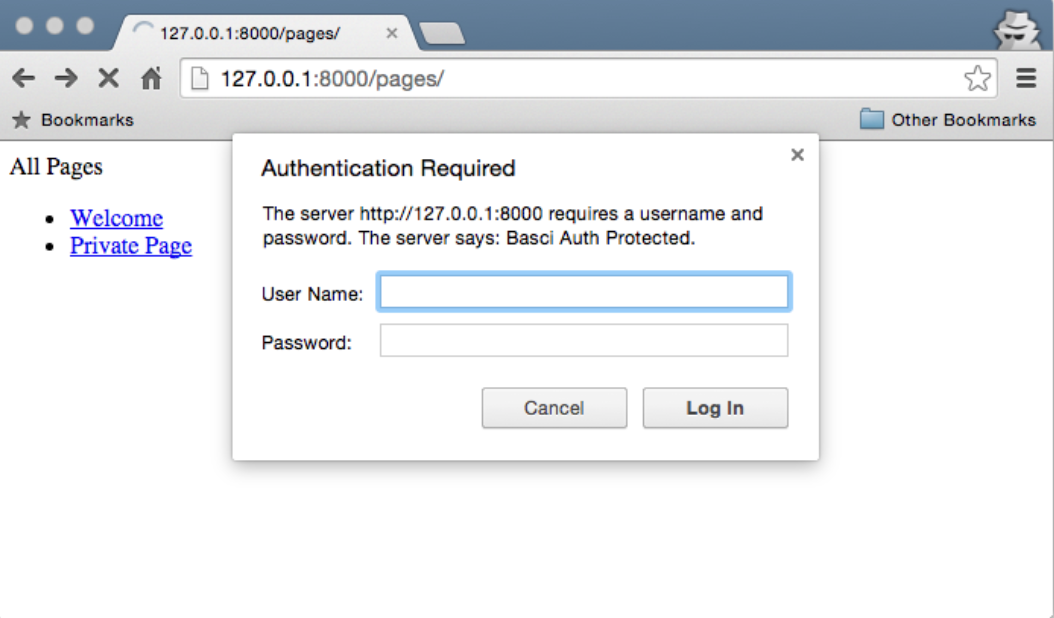 127.0.0.1:8000/pages/
127.0.0.1:8000/pages/
Bookmarks
Other Bookmarks
All Pages
Welcome
Private Page
Authentication Required
The server http://127.0.0.1:8000 requires a username and
password. The server says: Basci Auth Protected.
User Name:
Password:
Cancel
Log In